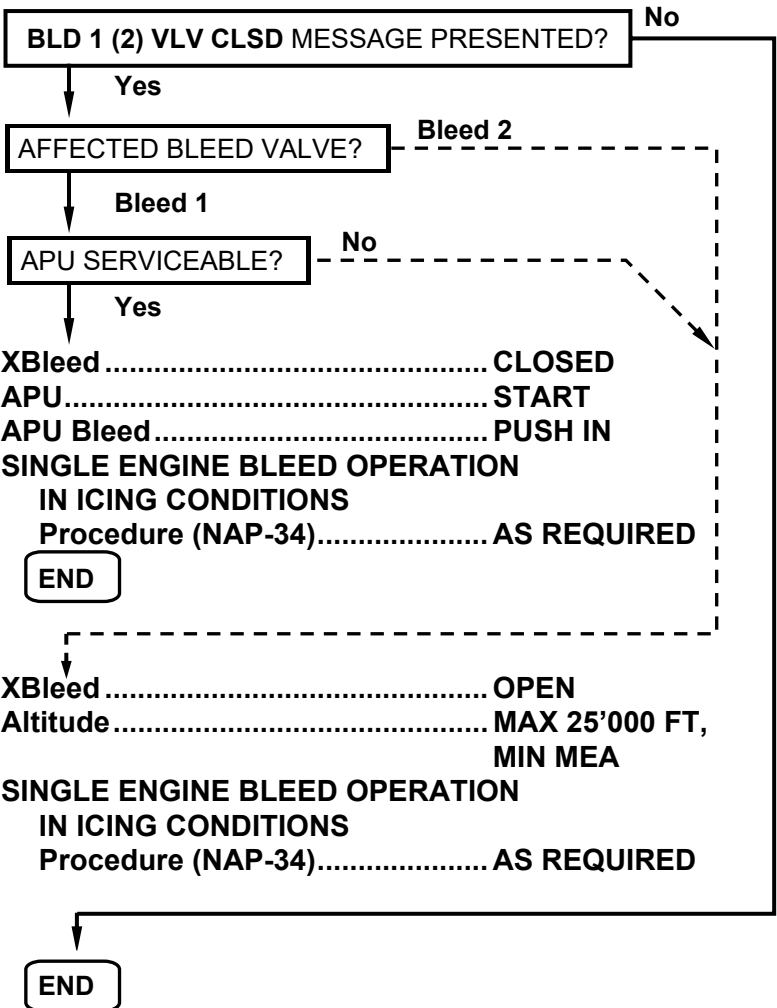 No
BLD 1 (2) VLV CLSD MESSAGE PRESENTED?
Yes
AFFECTED BLEED VALVE?
Bleed 2
Bleed 1
APU SERVICEABLE?
No
Yes
XBleed ................................................ CLOSED
APU..................................................... START
APU Bleed.......................................... PUSH IN
SINGLE ENGINE BLEED OPERATION
IN ICING CONDITIONS
Procedure (NAP-34)..................... AS REQUIRED
END
XBleed ................................................ OPEN
Altitude ............................................... MAX 25'000 FT,
MIN MEA
SINGLE ENGINE BLEED OPERATION
IN ICING CONDITIONS
Procedure (NAP-34)..................... AS REQUIRED
END